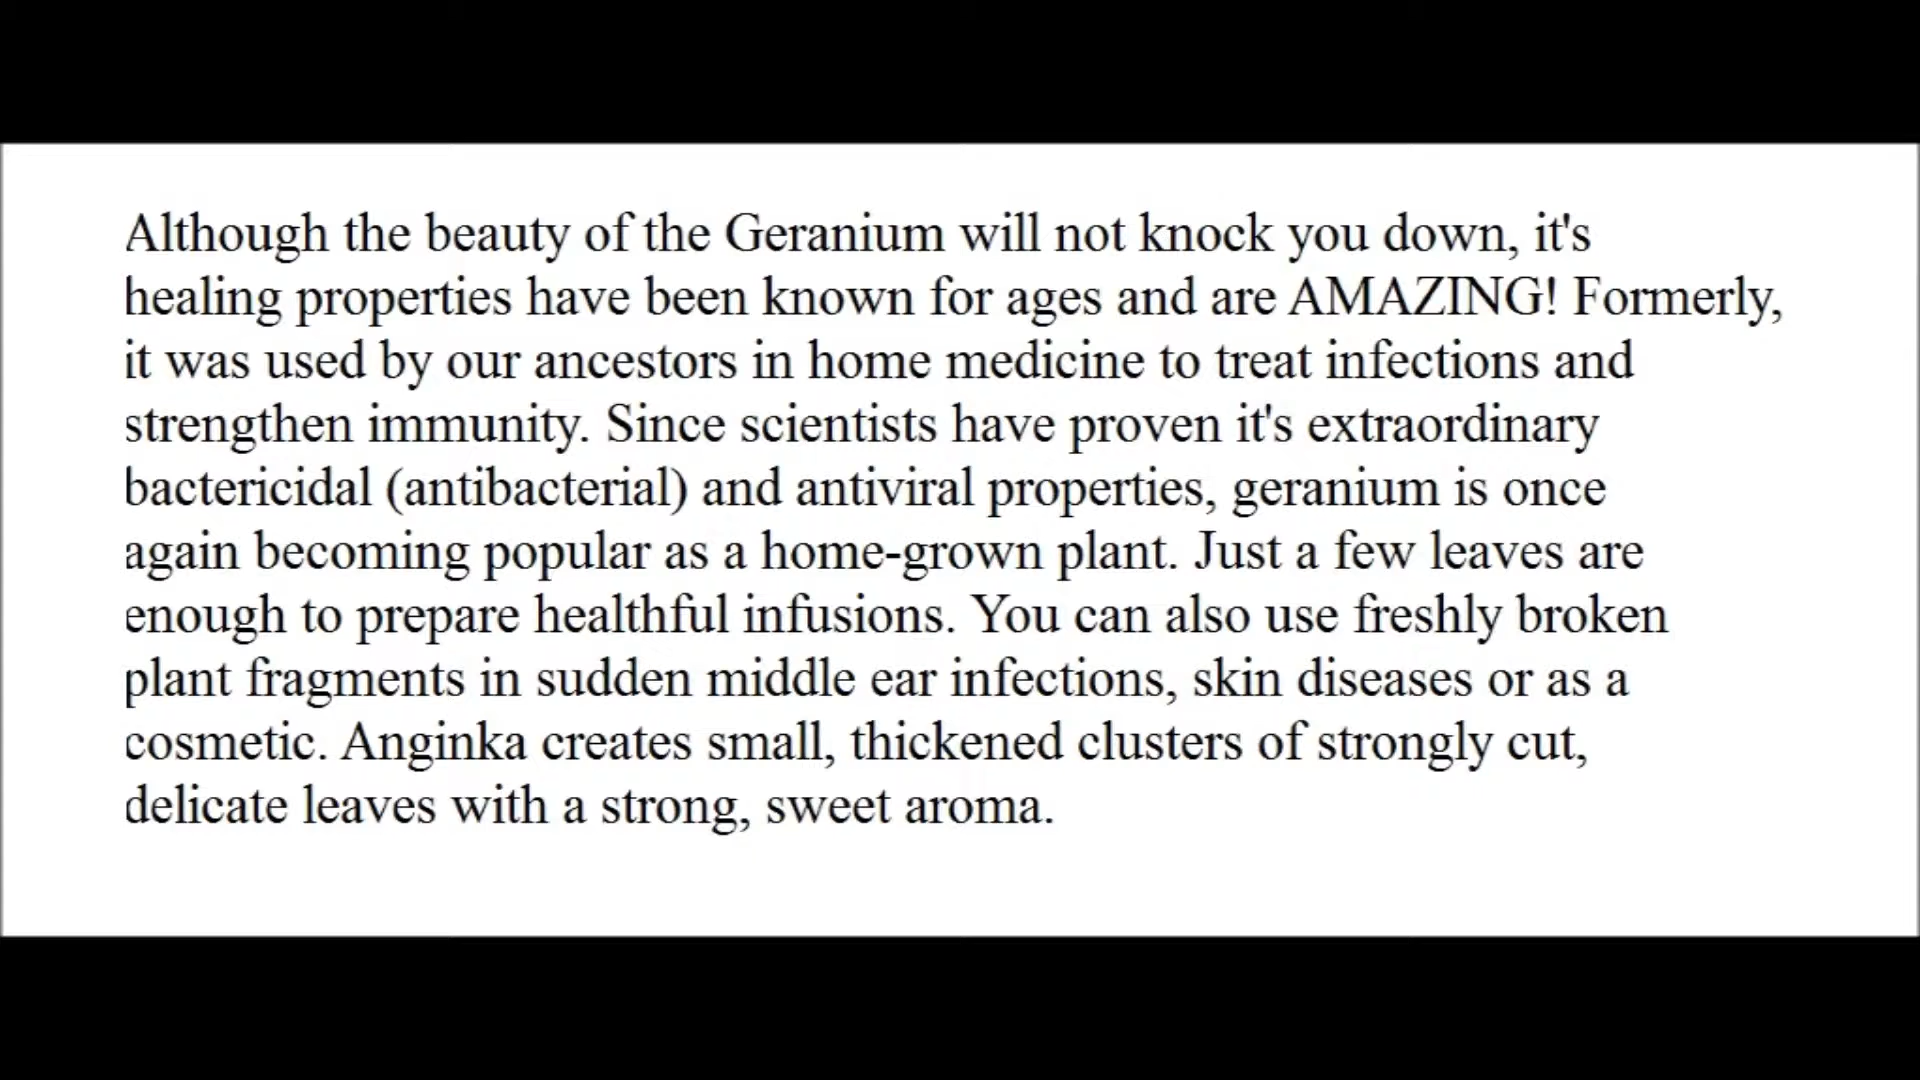 Although the beauty of the Geranium will not knock you down, it's
healing properties have been known for ages and are AMAZING! Formerly,
it was used by our ancestors in home medicine to treat infections and
strengthen immunity. Since scientists have proven it's extraordinary
bactericidal (antibacterial) and antiviral properties, geranium is once
again becoming popular as a home-grown plant. Just a few leaves are
enough to prepare healthful infusions. You can also use freshly broken
plant fragments in sudden middle ear infections, skin diseases or as a
cosmetic. Anginka creates small, thickened clusters of strongly cut,
delicate leaves with a strong, sweet aroma.